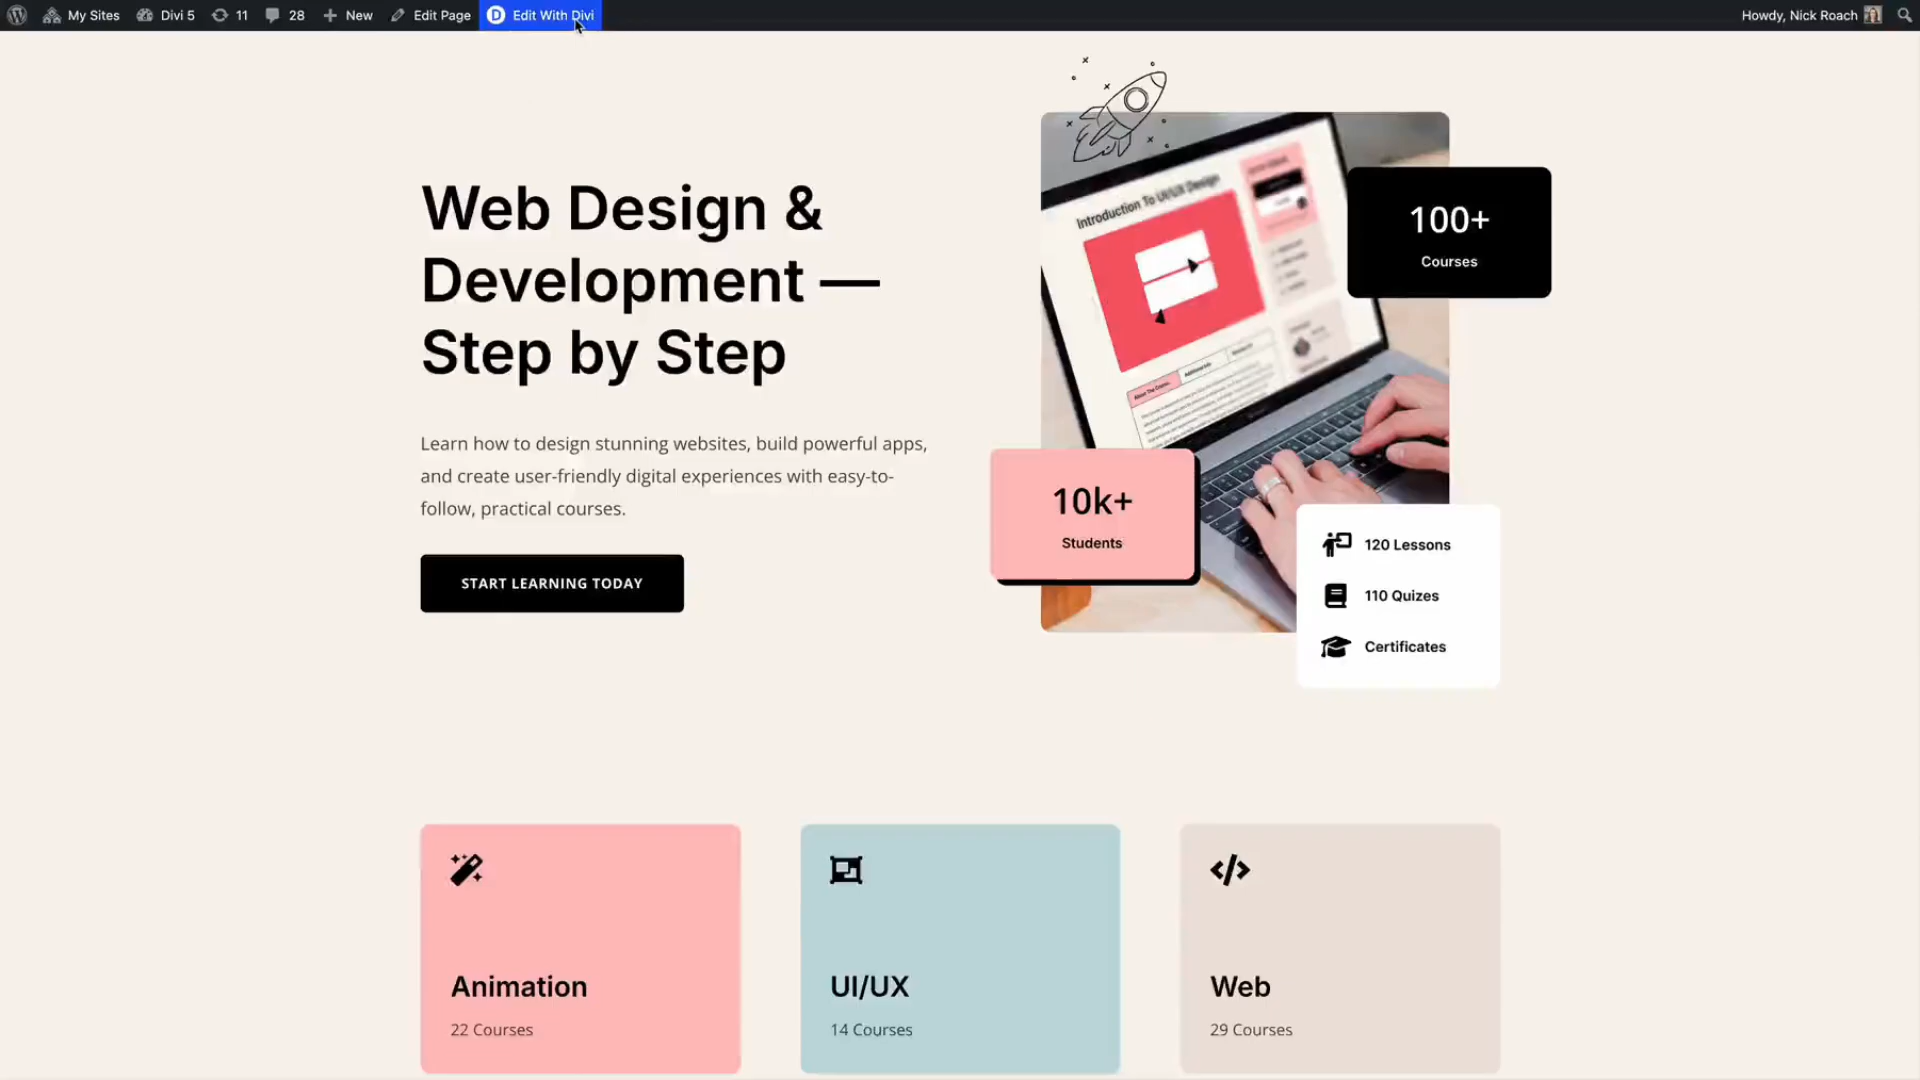 My Sites
Divi 5
11
28
New
Edit Page
D Edit With Divi
Howdy, Nick Roach
Web Design &
Development —
Step by Step
Learn how to design stunning websites, build powerful apps,
and create user-friendly digital experiences with easy-to-
follow, practical courses.
START LEARNING TODAY
Introduction To UI/UX Design
100+
Courses
10k+
Students
120 Lessons
110 Quizes
Certificates
Animation
22 Courses
UI/UX
14 Courses
Web
29 Courses